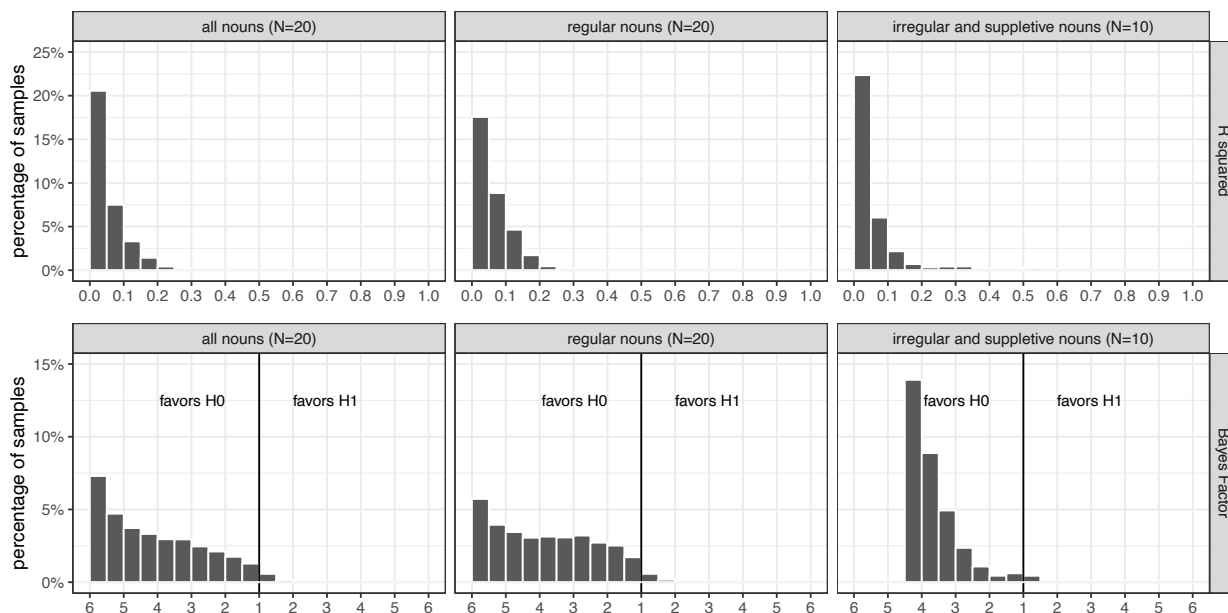 all nouns (N=20) regular nouns (N=20) irregular and suppletive nouns (N=10)
25%
20%
15%
10%
5%
0%
percentage of samples
R squared
0.0 0.1 0.2 0.3 0.4 0.5 0.6 0.7 0.8 0.9 1.0 0.0 0.1 0.2 0.3 0.4 0.5 0.6 0.7 0.8 0.9 1.0 0.0 0.1 0.2 0.3 0.4 0.5 0.6 0.7 0.8 0.9 1.0
all nouns (N=20) regular nouns (N=20) irregular and suppletive nouns (N=10)
15%
favors H0 favors H1 favors H0 favors H1 favors H0 favors H1
10%
5%
0%
percentage of samples
Bayes Factor
6 5 4 3 2 1 2 3 4 5 6 6 5 4 3 2 1 2 3 4 5 6 6 5 4 3 2 1 2 3 4 5 6